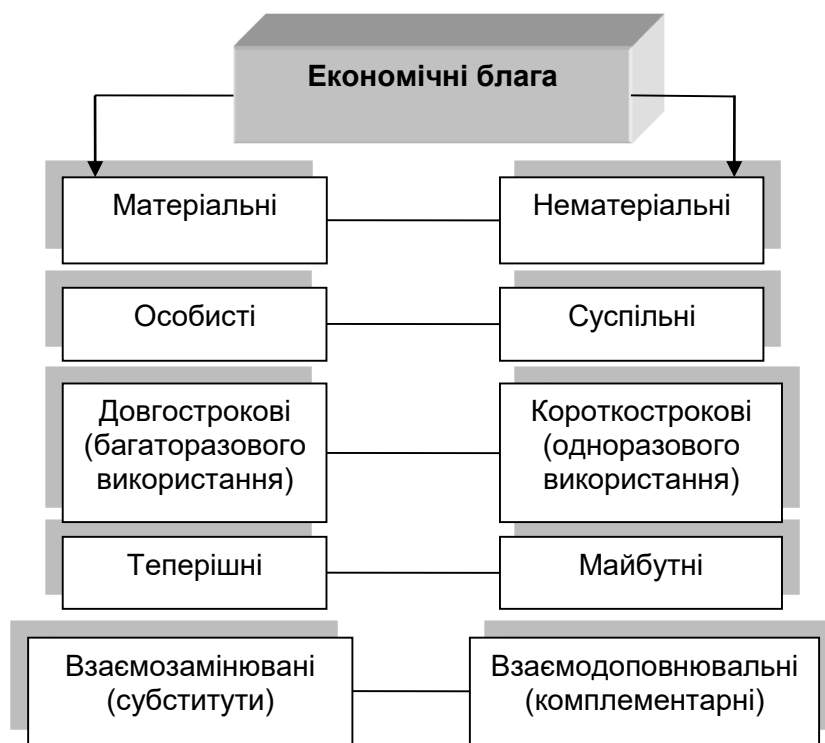 Економічні блага
Матеріальні
Нематеріальні
Особисті
Суспільні
Довгострокові
(багаторазового
використання)
Короткострокові
(одноразового
використання)
Теперішні
Майбутні
Взаємозамінювані
(субститути)
Взаємодоповнювальні
(комплементарні)